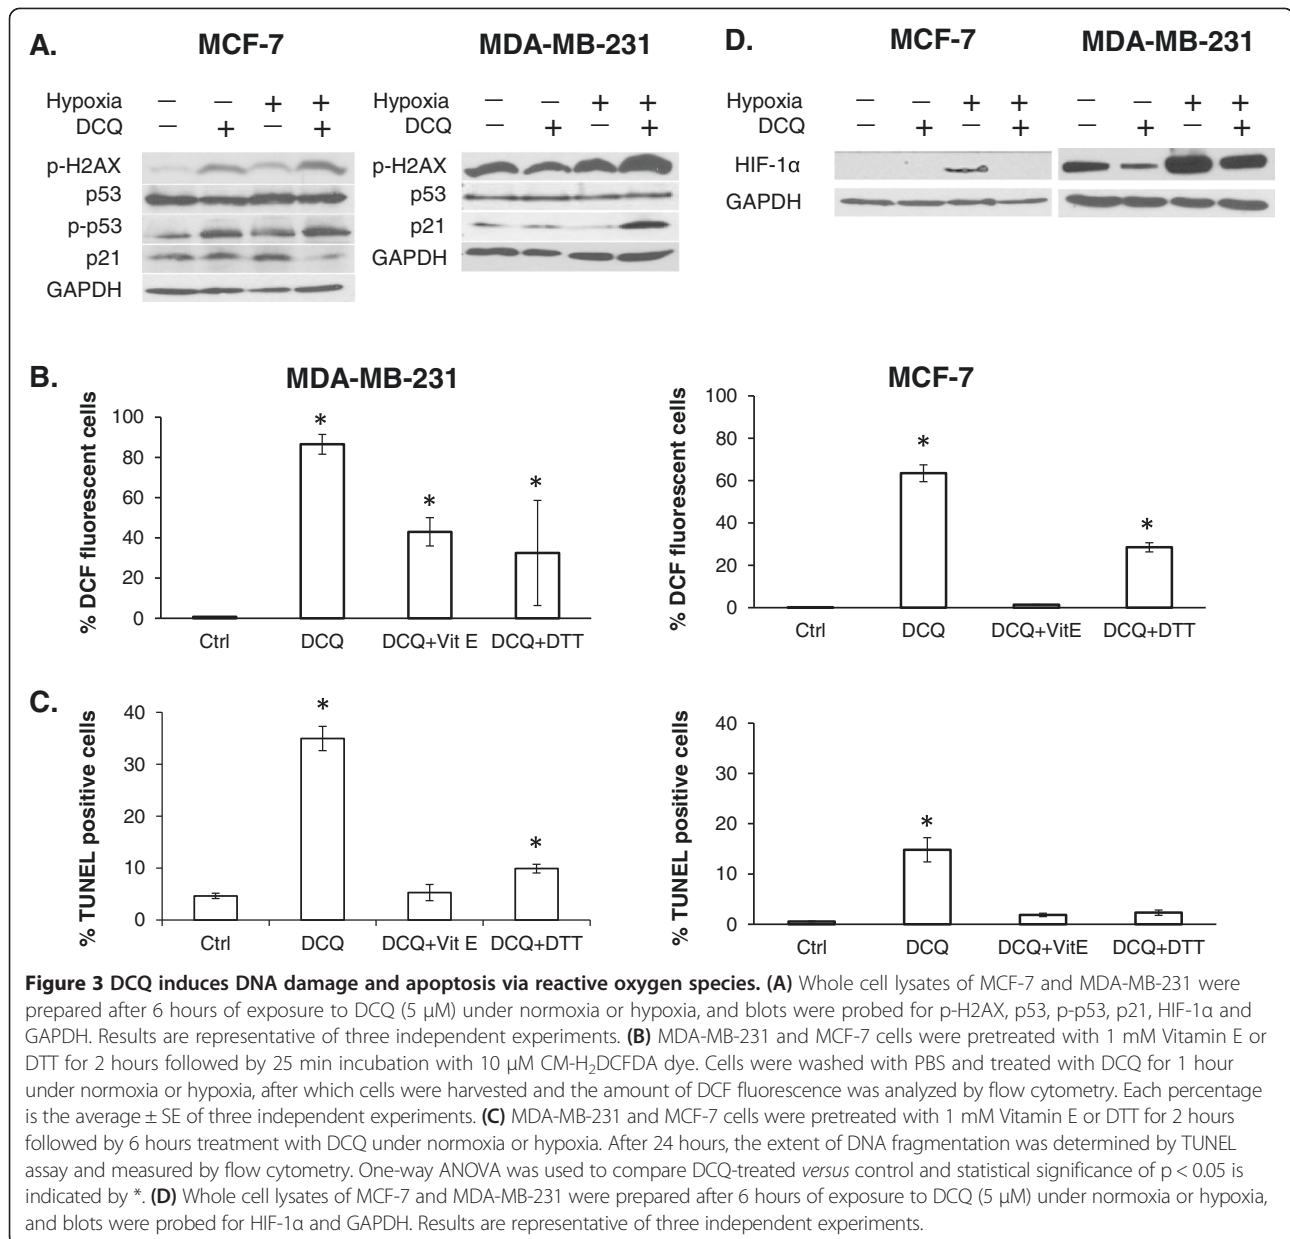 A.
MCF-7
MDA-MB-231
Hypoxia − − + +
DCQ − + − +
p-H2AX
p53
p-p53
p21
GAPDH
Hypoxia − − + +
DCQ − + − +
p-H2AX
p53
p21
GAPDH
D.
MCF-7
MDA-MB-231
Hypoxia − − + + − − + +
DCQ − + − + − + − +
HIF-1α
GAPDH
B.
MDA-MB-231
% DCF fluorescent cells
100
80
60
40
20
0
* * *
Ctrl DCQ DCQ+Vit E DCQ+DTT
MCF-7
% DCF fluorescent cells
100
80
60
40
20
0
* *
Ctrl DCQ DCQ+VitE DCQ+DTT
C.
% TUNEL positive cells
40
30
20
10
0
* *
Ctrl DCQ DCQ+Vit E DCQ+DTT
% TUNEL positive cells
40
30
20
10
0
*
Ctrl DCQ DCQ+VitE DCQ+DTT
Figure 3 DCQ induces DNA damage and apoptosis via reactive oxygen species. (A) Whole cell lysates of MCF-7 and MDA-MB-231 were
prepared after 6 hours of exposure to DCQ (5 μM) under normoxia or hypoxia, and blots were probed for p-H2AX, p53, p-p53, p21, HIF-1α and
GAPDH. Results are representative of three independent experiments. (B) MDA-MB-231 and MCF-7 cells were pretreated with 1 mM Vitamin E or
DTT for 2 hours followed by 25 min incubation with 10 μM CM-H₂DCFDA dye. Cells were washed with PBS and treated with DCQ for 1 hour
under normoxia or hypoxia, after which cells were harvested and the amount of DCF fluorescence was analyzed by flow cytometry. Each percentage
is the average ± SE of three independent experiments. (C) MDA-MB-231 and MCF-7 cells were pretreated with 1 mM Vitamin E or DTT for 2 hours
followed by 6 hours treatment with DCQ under normoxia or hypoxia. After 24 hours, the extent of DNA fragmentation was determined by TUNEL
assay and measured by flow cytometry. One-way ANOVA was used to compare DCQ-treated versus control and statistical significance of p < 0.05 is
indicated by *. (D) Whole cell lysates of MCF-7 and MDA-MB-231 were prepared after 6 hours of exposure to DCQ (5 μM) under normoxia or hypoxia,
and blots were probed for HIF-1α and GAPDH. Results are representative of three independent experiments.